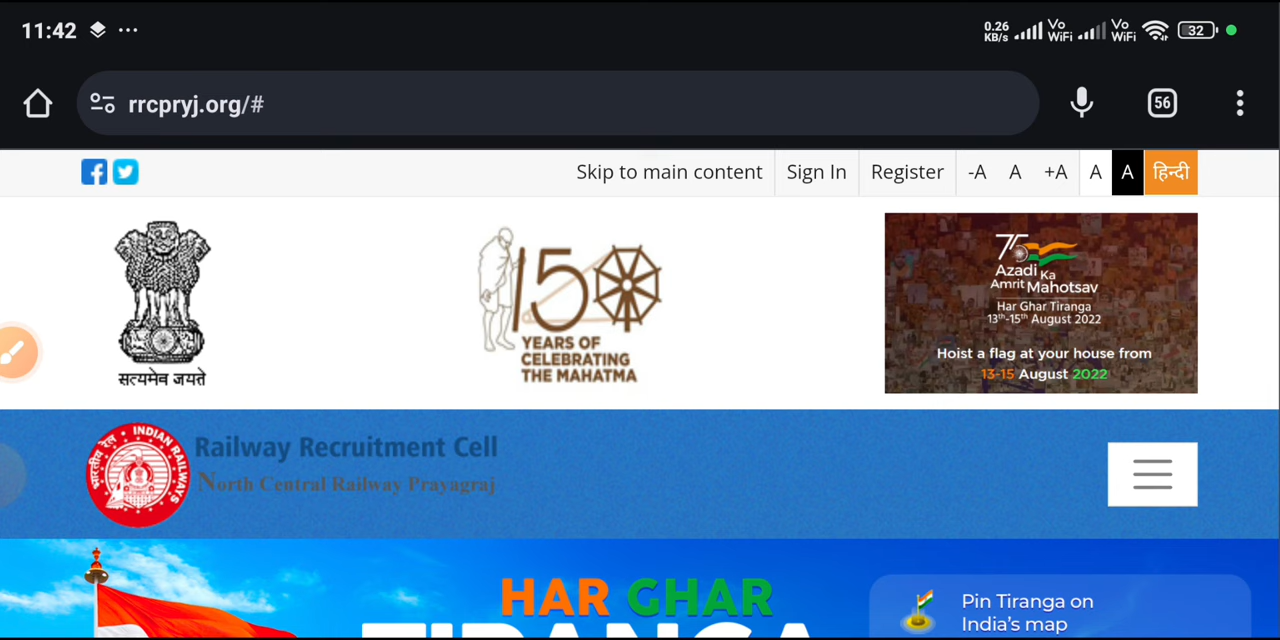 11:42
0.26 KB/s Vo WiFi Vo WiFi 32
rrcpryj.org/#
56
Skip to main content Sign In Register -A A +A A A हिन्दी
सत्यमेव जयते
150
YEARS OF
CELEBRATING
THE MAHATMA
75
Azadi Ka
Amrit Mahotsav
Har Ghar Tiranga
13th-15th August 2022
Hoist a flag at your house from
13-15 August 2022
INDIAN RAILWAYS
भारतीय रेल
Railway Recruitment Cell
North Central Railway Prayagraj
HAR GHAR
TIRANGA
Pin Tiranga on
India's map